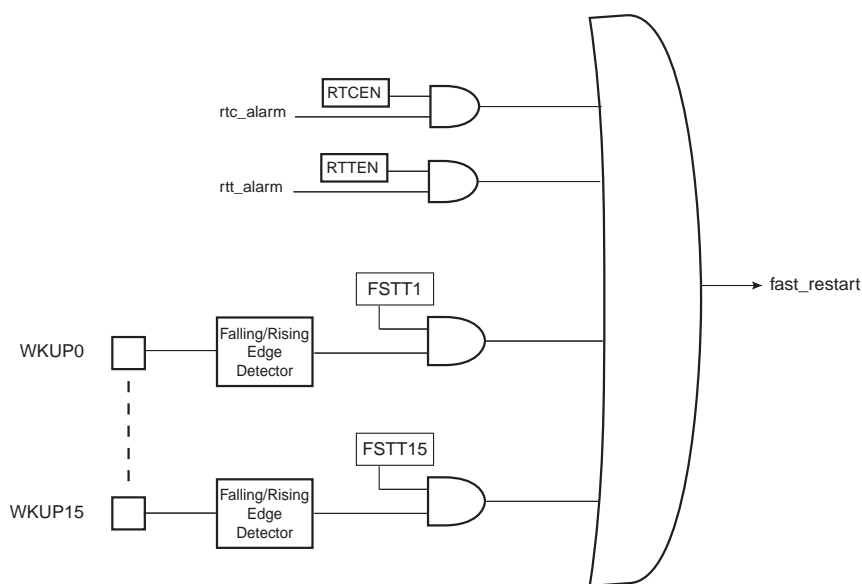 RTCEN
rtc_alarm
RTTEN
rtt_alarm
fast_restart
FSTT1
WKUP0
Falling/Rising
Edge
Detector
FSTT15
WKUP15
Falling/Rising
Edge
Detector